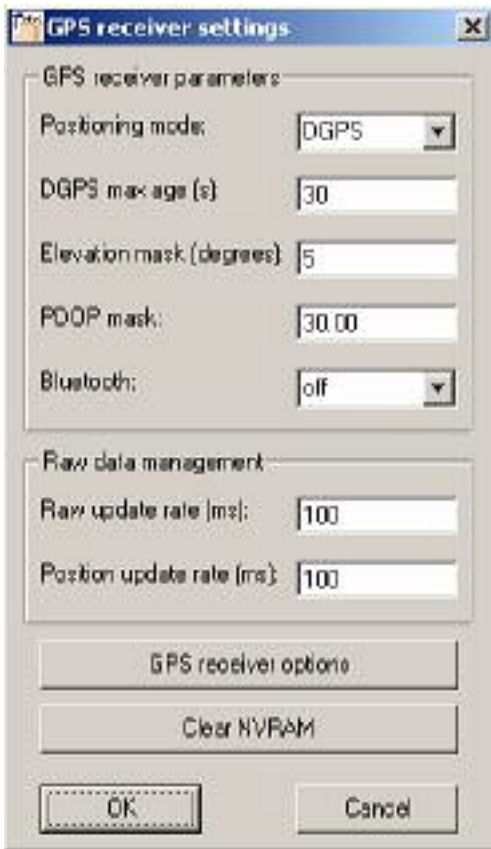 GPS receiver settings
GPS receiver parameters
Positioning mode: DGPS
DGPS max age (s) 30
Elevation mask (degrees) 5
PDOP mask: 30.00
Bluetooth: off
Raw data management
Raw update rate (ms): 100
Position update rate (ms): 100
GPS receiver options
Clear NVRAM
OK Cancel